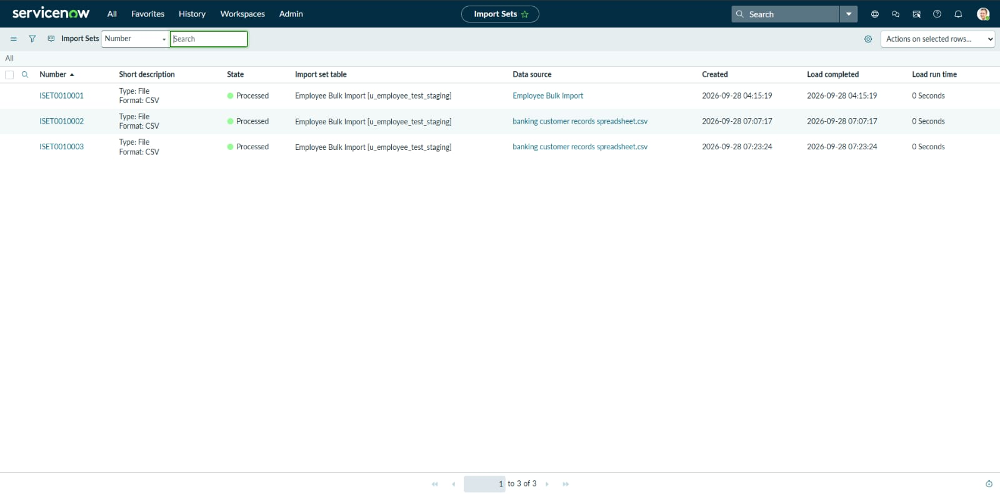 servicenow All Favorites History Workspaces Admin Import Sets Search
Import Sets Number Search Actions on selected rows...
All
Number Short description State Import set table Data source Created Load completed Load run time
ISET0010001 Type: File Format: CSV Processed Employee Bulk Import [u_employee_test_staging] Employee Bulk Import 2026-09-28 04:15:19 2026-09-28 04:15:19 0 Seconds
ISET0010002 Type: File Format: CSV Processed Employee Bulk Import [u_employee_test_staging] banking customer records spreadsheet.csv 2026-09-28 07:07:17 2026-09-28 07:07:17 0 Seconds
ISET0010003 Type: File Format: CSV Processed Employee Bulk Import [u_employee_test_staging] banking customer records spreadsheet.csv 2026-09-28 07:23:24 2026-09-28 07:23:24 0 Seconds
1 to 3 of 3